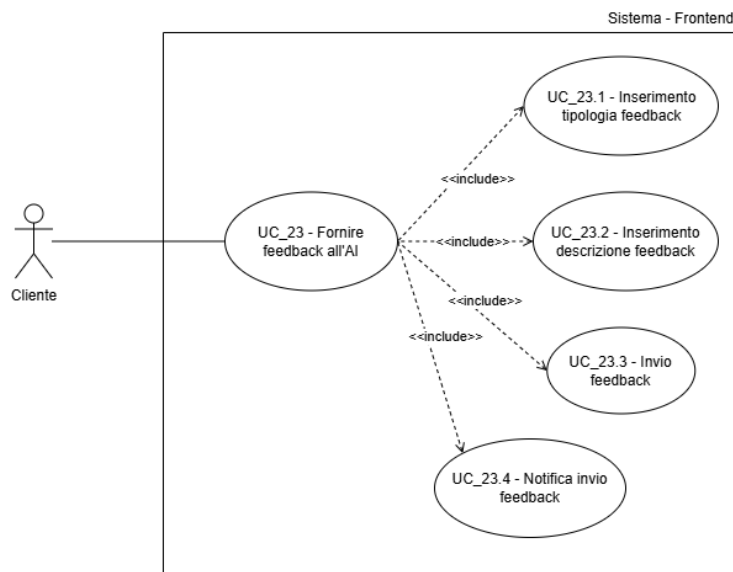 Sistema - Frontend
UC_23.1 - Inserimento
tipologia feedback
<<include>>
UC_23 - Fornire
feedback all'AI
<<include>>
UC_23.2 - Inserimento
descrizione feedback
Cliente
<<include>>
<<include>>
UC_23.3 - Invio
feedback
UC_23.4 - Notifica invio
feedback